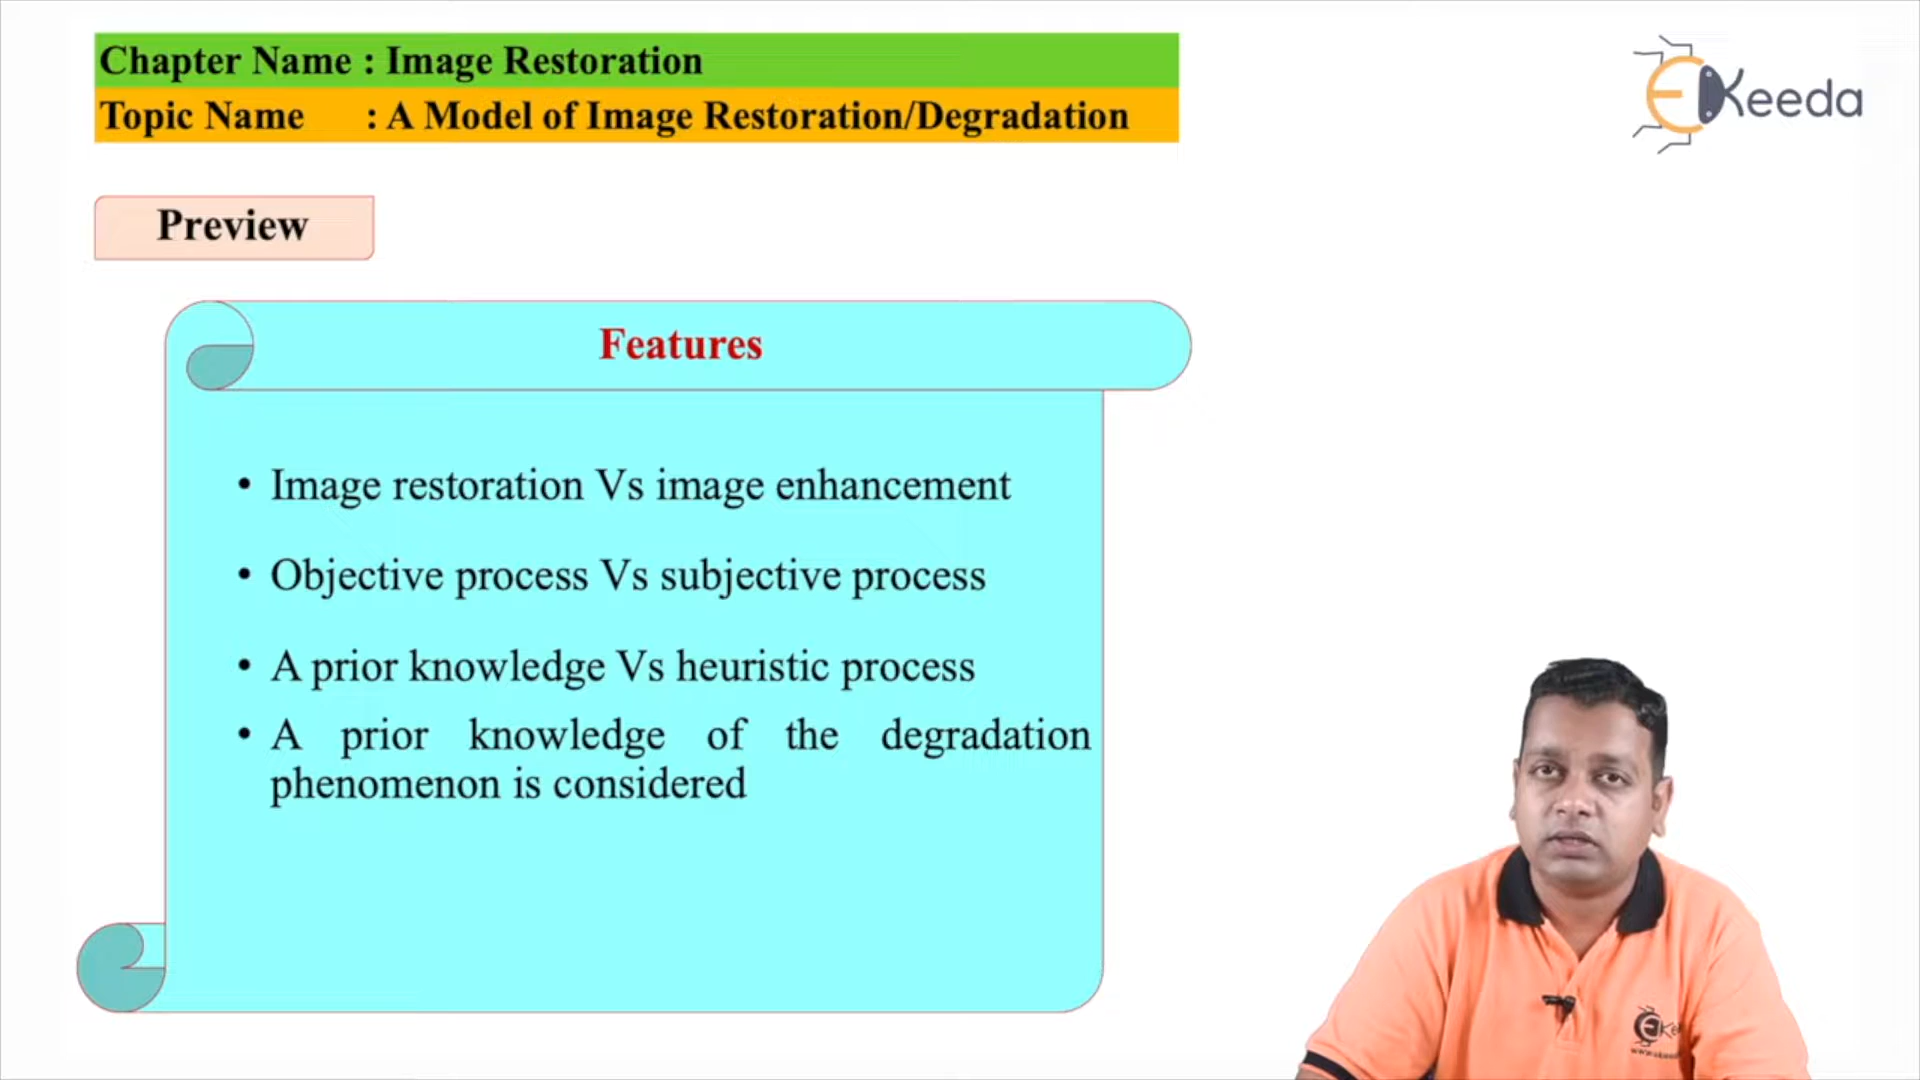 Chapter Name : Image Restoration
Topic Name : A Model of Image Restoration/Degradation
EKeeda
Preview
Features
• Image restoration Vs image enhancement
• Objective process Vs subjective process
• A prior knowledge Vs heuristic process
• A prior knowledge of the degradation
phenomenon is considered